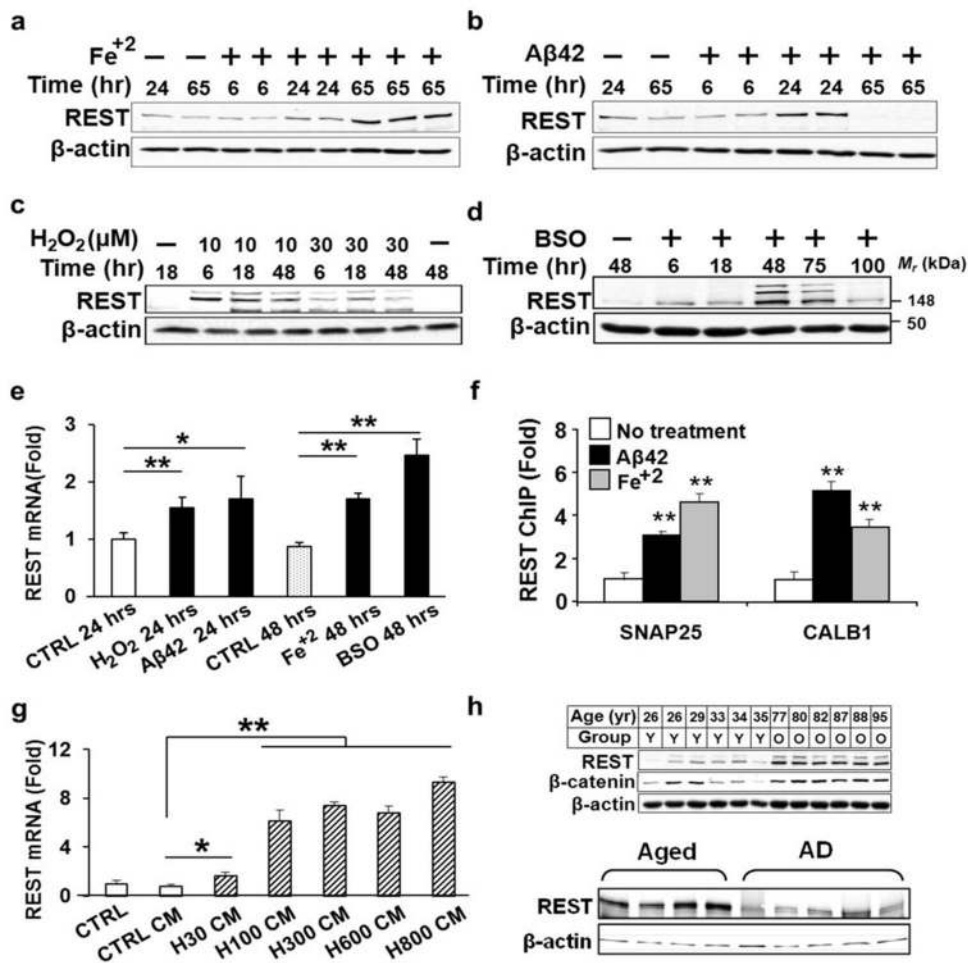 a
Fe+2 – – + + + + + + +
Time (hr) 24 65 6 6 24 24 65 65 65
REST
β-actin
b
Aβ42 – – + + + + + +
Time (hr) 24 65 6 6 24 24 65 65
REST
β-actin
c
H2O2(μM) – 10 10 10 30 30 30 –
Time (hr) 18 6 18 48 6 18 48 48
REST
β-actin
d
BSO – + + + + +
Time (hr) 48 6 18 48 75 100 Mr (kDa)
REST 148
50
β-actin
e
REST mRNA(Fold)
3
2
1
0
** * ** **
CTRL 24 hrs
H2O2 24 hrs
Aβ42 24 hrs
CTRL 48 hrs
Fe+2 48 hrs
BSO 48 hrs
f
REST ChIP (Fold)
8
6
4
2
0
No treatment
Aβ42
Fe+2
** ** ** **
SNAP25 CALB1
g
REST mRNA (Fold)
12
8
4
0
* **
CTRL
CTRL CM
H30 CM
H100 CM
H300 CM
H600 CM
H800 CM
h
Age (yr) 26 26 29 33 34 35 77 80 82 87 88 95
Group Y Y Y Y Y Y O O O O O O
REST
β-catenin
β-actin
Aged AD
REST
β-actin